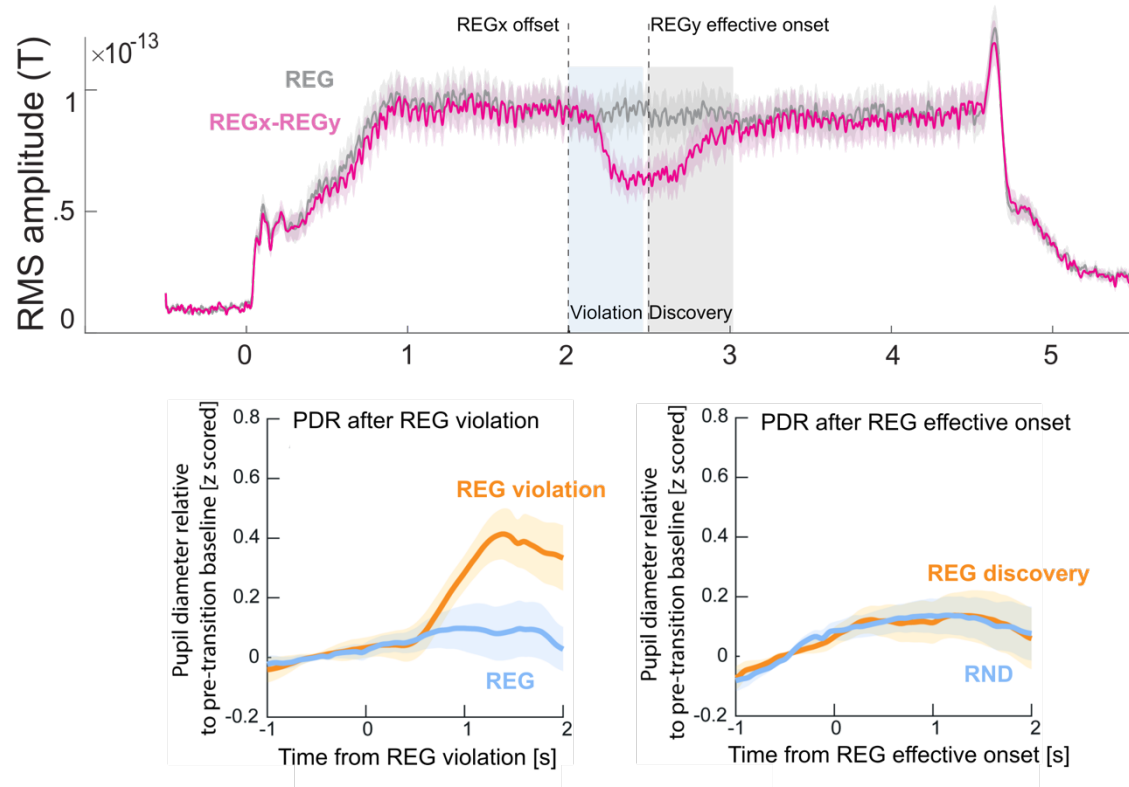 REGx offset
REGy effective onset
×10⁻¹³
RMS amplitude (T)
1
.5
0
REG
REGx-REGy
Violation
Discovery
0
1
2
3
4
5
PDR after REG violation
Pupil diameter relative
to pre-transition baseline [z scored]
0.8
0.6
0.4
0.2
0
-0.2
REG violation
REG
-1
0
1
2
Time from REG violation [s]
PDR after REG effective onset
Pupil diameter relative
to pre-transition baseline [z scored]
0.8
0.6
0.4
0.2
0
-0.2
REG discovery
RND
-1
0
1
2
Time from REG effective onset [s]